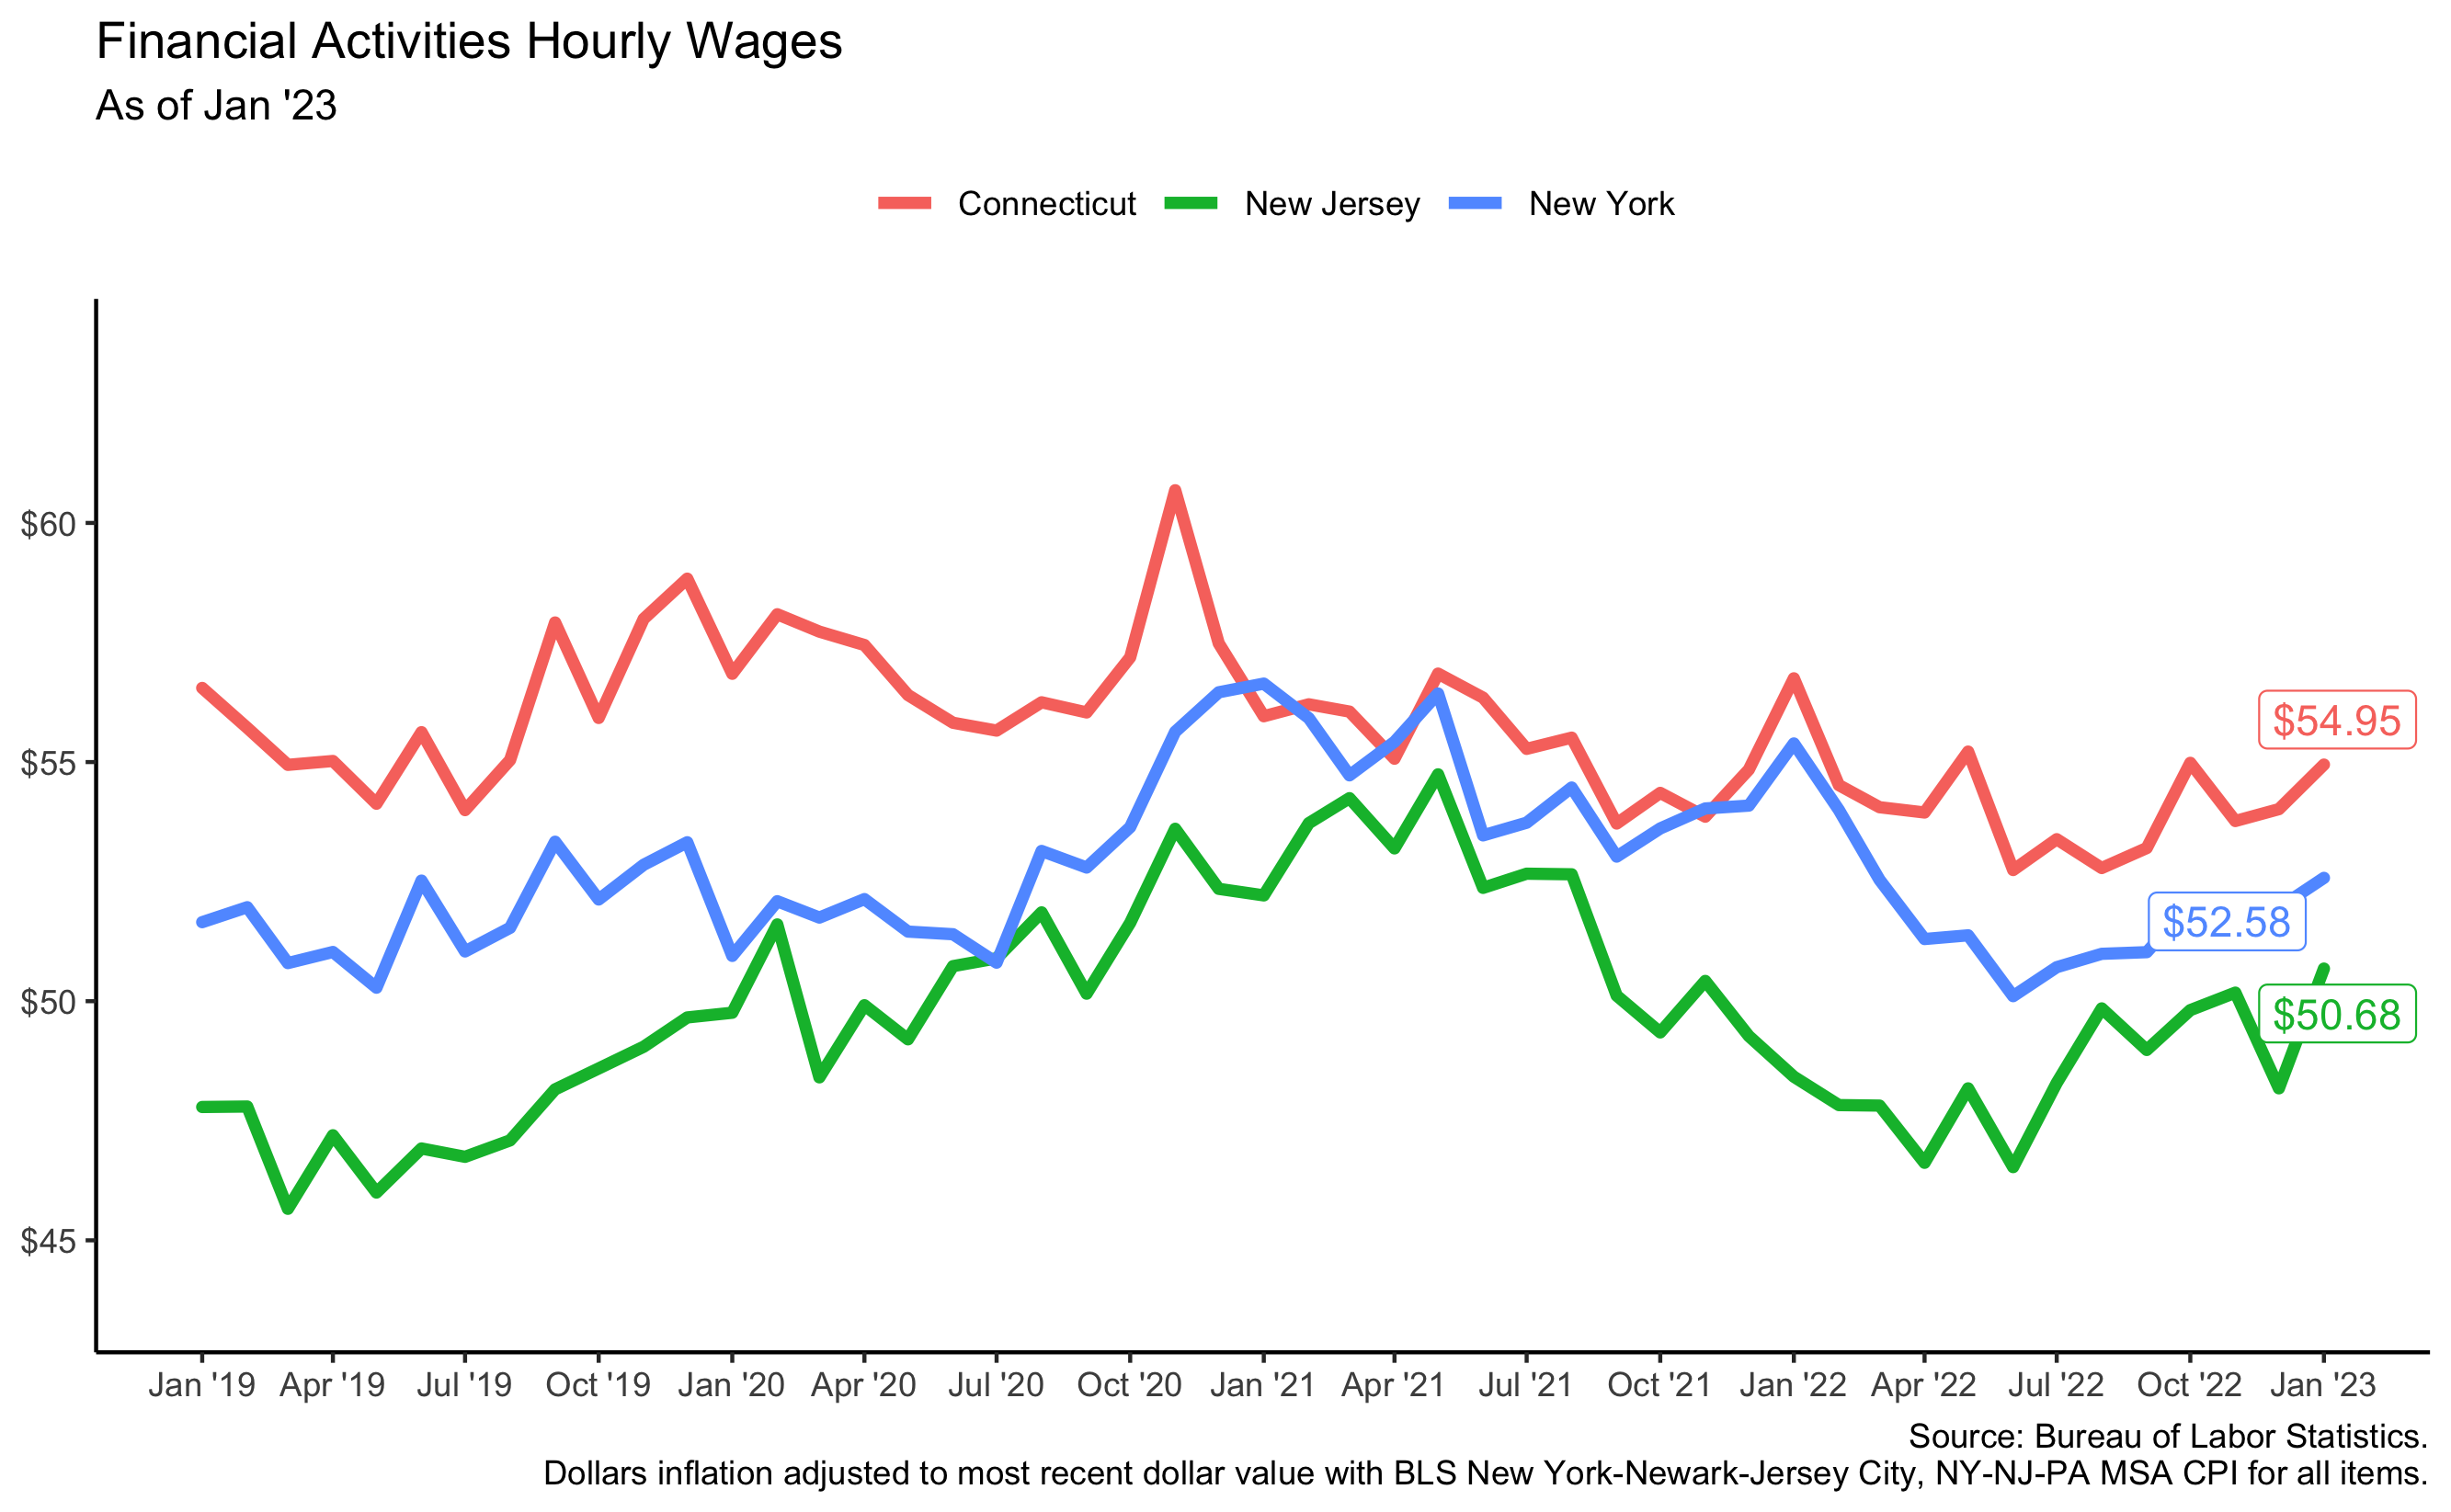 Financial Activities Hourly Wages
As of Jan '23
Connecticut New Jersey New York
$60
$55
$50
$45
$54.95
$52.58
$50.68
Jan '19 Apr '19 Jul '19 Oct '19 Jan '20 Apr '20 Jul '20 Oct '20 Jan '21 Apr '21 Jul '21 Oct '21 Jan '22 Apr '22 Jul '22 Oct '22 Jan '23
Source: Bureau of Labor Statistics.
Dollars inflation adjusted to most recent dollar value with BLS New York-Newark-Jersey City, NY-NJ-PA MSA CPI for all items.